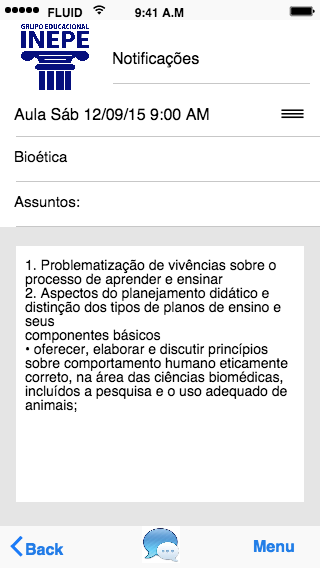 FLUID 9:41 A.M
GRUPO EDUCACIONAL
INEPE
Notificações
Aula Sáb 12/09/15 9:00 AM
Bioética
Assuntos:
1. Problematização de vivências sobre o
processo de aprender e ensinar
2. Aspectos do planejamento didático e
distinção dos tipos de planos de ensino e
seus
componentes básicos
• oferecer, elaborar e discutir princípios
sobre comportamento humano eticamente
correto, na área das ciências biomédicas,
incluídos a pesquisa e o uso adequado de
animais;
Back Menu